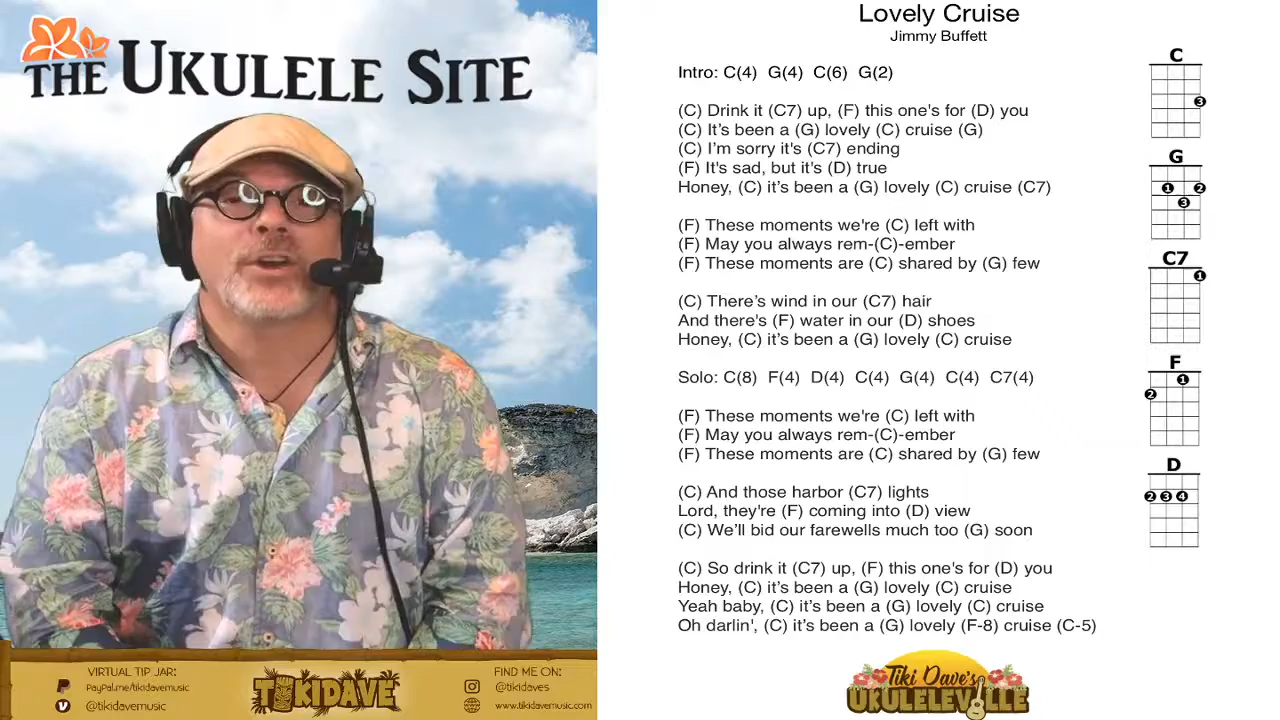 THE UKULELE SITE
VIRTUAL TIP JAR:
PayPal.me/tikidavemusic
@tikidavemusic
TIKIDAVE
FIND ME ON:
@tikidaves
www.tikidavemusic.com
Lovely Cruise
Jimmy Buffett
Intro: C(4) G(4) C(6) G(2)
(C) Drink it (C7) up, (F) this one's for (D) you
(C) It’s been a (G) lovely (C) cruise (G)
(C) I’m sorry it's (C7) ending
(F) It's sad, but it's (D) true
Honey, (C) it’s been a (G) lovely (C) cruise (C7)
(F) These moments we're (C) left with
(F) May you always rem-(C)-ember
(F) These moments are (C) shared by (G) few
(C) There’s wind in our (C7) hair
And there's (F) water in our (D) shoes
Honey, (C) it’s been a (G) lovely (C) cruise
Solo: C(8) F(4) D(4) C(4) G(4) C(4) C7(4)
(F) These moments we're (C) left with
(F) May you always rem-(C)-ember
(F) These moments are (C) shared by (G) few
(C) And those harbor (C7) lights
Lord, they're (F) coming into (D) view
(C) We’ll bid our farewells much too (G) soon
(C) So drink it (C7) up, (F) this one's for (D) you
Honey, (C) it’s been a (G) lovely (C) cruise
Yeah baby, (C) it’s been a (G) lovely (C) cruise
Oh darlin', (C) it’s been a (G) lovely (F-8) cruise (C-5)
C
3
G
1 2
3
C7
1
F
1
2
D
2 3 4
Tiki Dave's
UKULELEVILLE